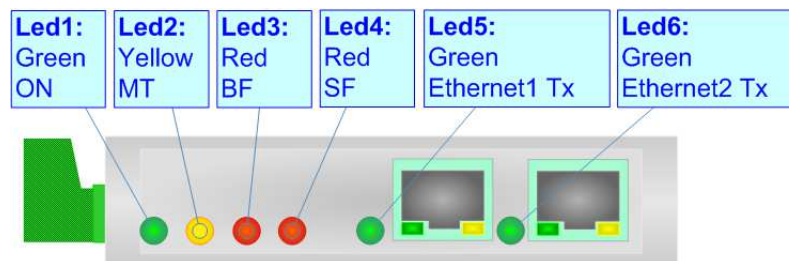 Led1:
Green
ON
Led2:
Yellow
MT
Led3:
Red
BF
Led4:
Red
SF
Led5:
Green
Ethernet1 Tx
Led6:
Green
Ethernet2 Tx